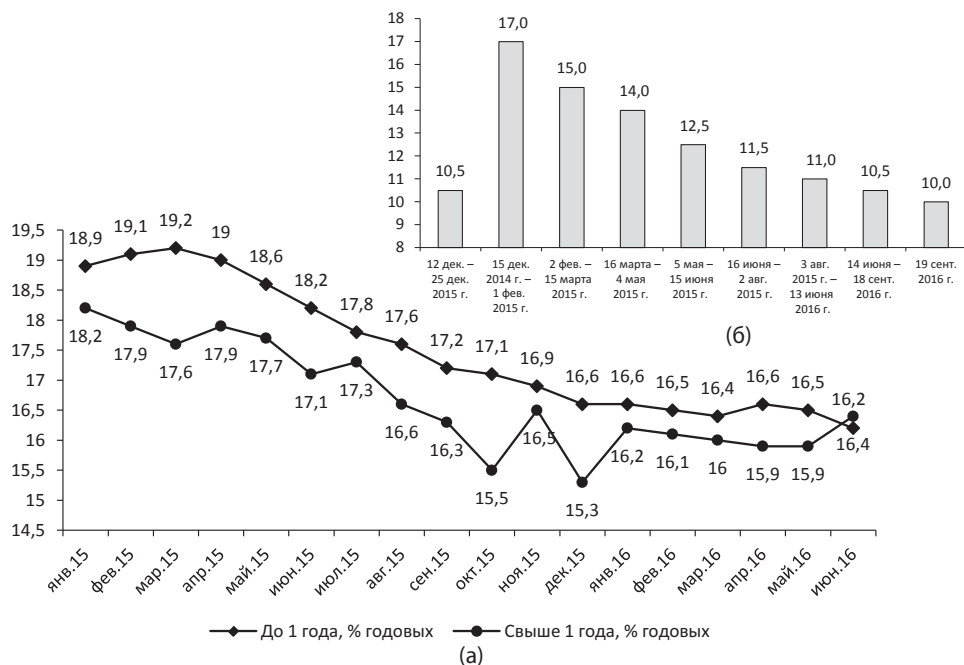 18
17
16
15
14
13
12
11
10
9
8
10,5
17,0
15,0
14,0
12,5
11,5
11,0
10,5
10,0
12 дек. – 25 дек. 2015 г.
15 дек. 2014 г. – 1 фев. 2015 г.
2 фев. – 15 марта 2015 г.
16 марта – 4 мая 2015 г.
5 мая – 15 июня 2015 г.
16 июня – 2 авг. 2015 г.
3 авг. 2015 г. – 13 июня 2016 г.
14 июня – 18 сент. 2016 г.
19 сент. 2016 г.
(б)
19,5
19
18,5
18
17,5
17
16,5
16
15,5
15
14,5
18,9
19,1
19,2
19
18,6
18,2
17,8
17,6
17,2
17,1
16,9
16,6
16,6
16,5
16,4
16,6
16,5
16,2
18,2
17,9
17,6
17,9
17,7
17,1
17,3
16,6
16,3
15,5
16,5
15,3
16,2
16,1
16
15,9
15,9
16,4
янв.15
фев.15
мар.15
апр.15
май.15
июн.15
июл.15
авг.15
сен.15
окт.15
ноя.15
дек.15
янв.16
фев.16
мар.16
апр.16
май.16
июн.16
До 1 года, % годовых
Свыше 1 года, % годовых
(а)